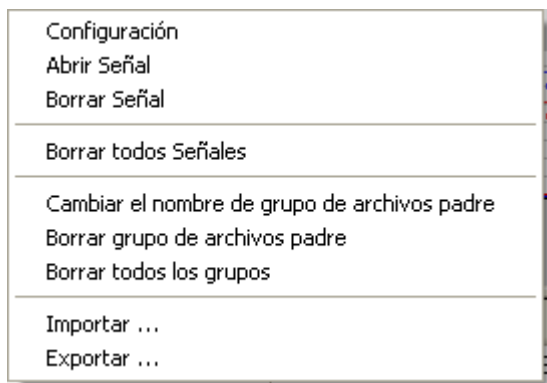 Configuración
Abrir Señal
Borrar Señal
Borrar todos Señales
Cambiar el nombre de grupo de archivos padre
Borrar grupo de archivos padre
Borrar todos los grupos
Importar ...
Exportar ...